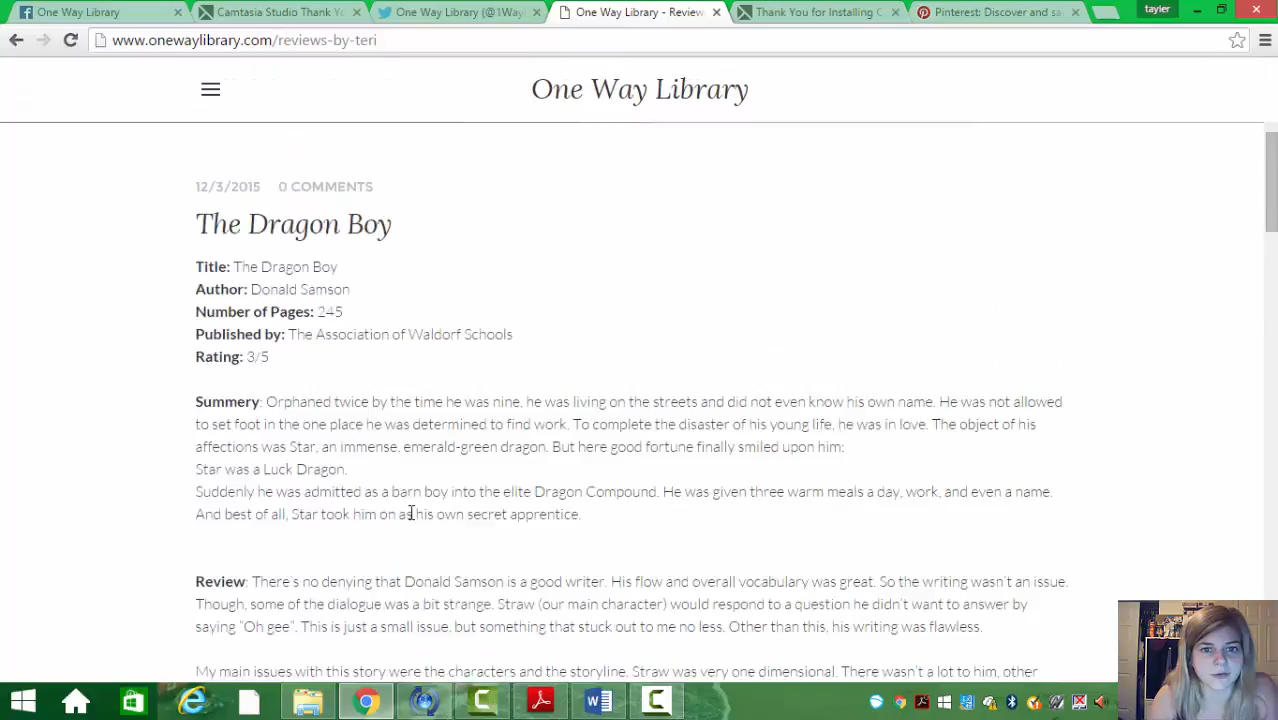 One Way Library
Camtasia Studio Thank Y
One Way Library (@1Way
One Way Library - Review
Thank You for Installing C
Pinterest: Discover and sa
tayler
www.onewaylibrary.com/reviews-by-teri
One Way Library
12/3/2015 0 COMMENTS
The Dragon Boy
Title: The Dragon Boy
Author: Donald Samson
Number of Pages: 245
Published by: The Association of Waldorf Schools
Rating: 3/5
Summery: Orphaned twice by the time he was nine, he was living on the streets and did not even know his own name. He was not allowed
to set foot in the one place he was determined to find work. To complete the disaster of his young life, he was in love. The object of his
affections was Star, an immense, emerald-green dragon. But here good fortune finally smiled upon him:
Star was a Luck Dragon.
Suddenly he was admitted as a barn boy into the elite Dragon Compound. He was given three warm meals a day, work, and even a name.
And best of all, Star took him on as his own secret apprentice.
Review: There's no denying that Donald Samson is a good writer. His flow and overall vocabulary was great. So the writing wasn't an issue.
Though, some of the dialogue was a bit strange. Straw (our main character) would respond to a question he didn't want to answer by
saying "Oh gee". This is just a small issue, but something that stuck out to me no less. Other than this, his writing was flawless.
My main issues with this story were the characters and the storyline. Straw was very one dimensional. There wasn't a lot to him, other